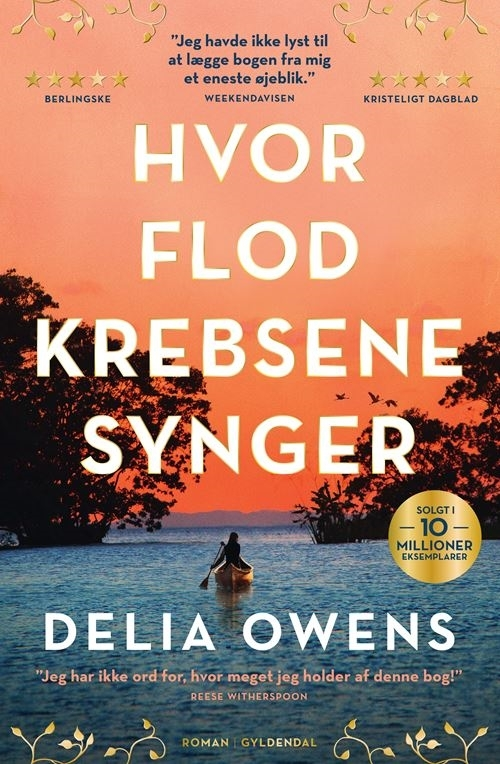 ”Jeg havde ikke lyst til
at lægge bogen fra mig
et eneste øjeblik.”
WEEKENDAVISEN
BERLINGSKE
KRISTELIGT DAGBLAD
HVOR
FLOD
KREBSENE
SYNGER
SOLGT I
10
MILLIONER
EKSEMPLARER
DELIA OWENS
”Jeg har ikke ord for, hvor meget jeg holder af denne bog!”
REESE WITHERSPOON
ROMAN | GYLDENDAL